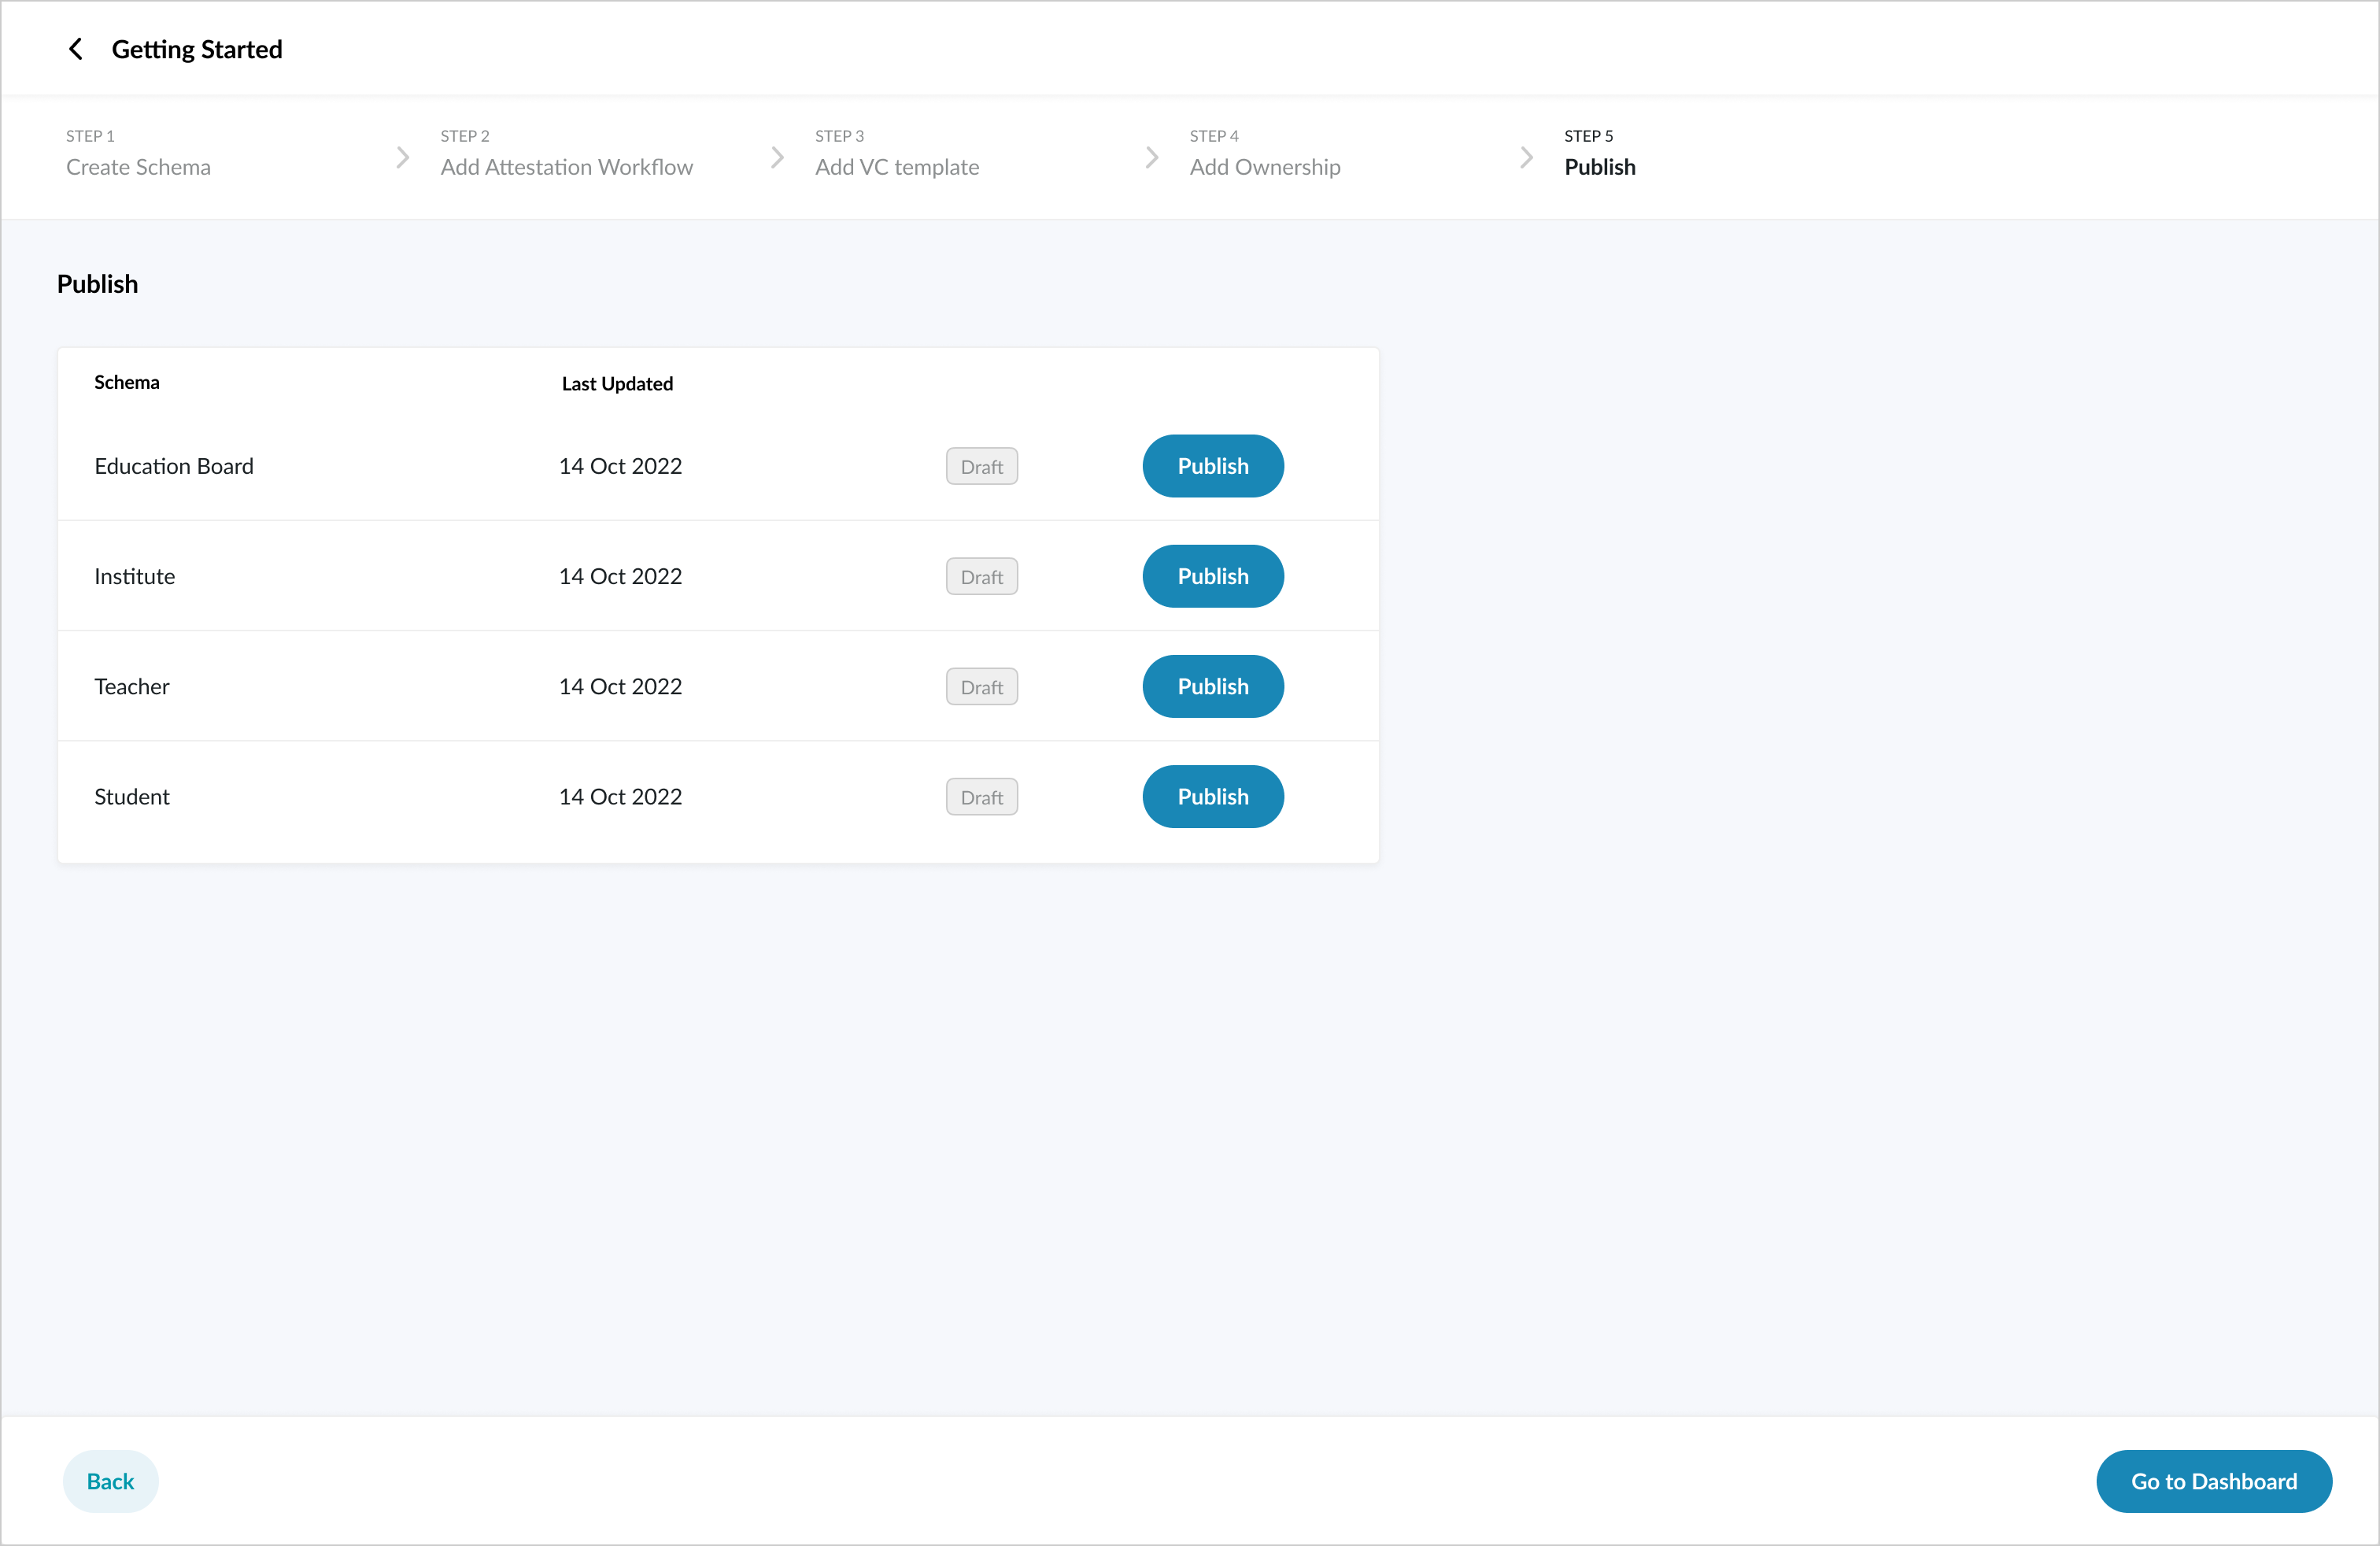 Getting Started
STEP 1
Create Schema
STEP 2
Add Attestation Workflow
STEP 3
Add VC template
STEP 4
Add Ownership
STEP 5
Publish
Publish
Schema Last Updated
Education Board 14 Oct 2022 Draft Publish
Institute 14 Oct 2022 Draft Publish
Teacher 14 Oct 2022 Draft Publish
Student 14 Oct 2022 Draft Publish
Back Go to Dashboard